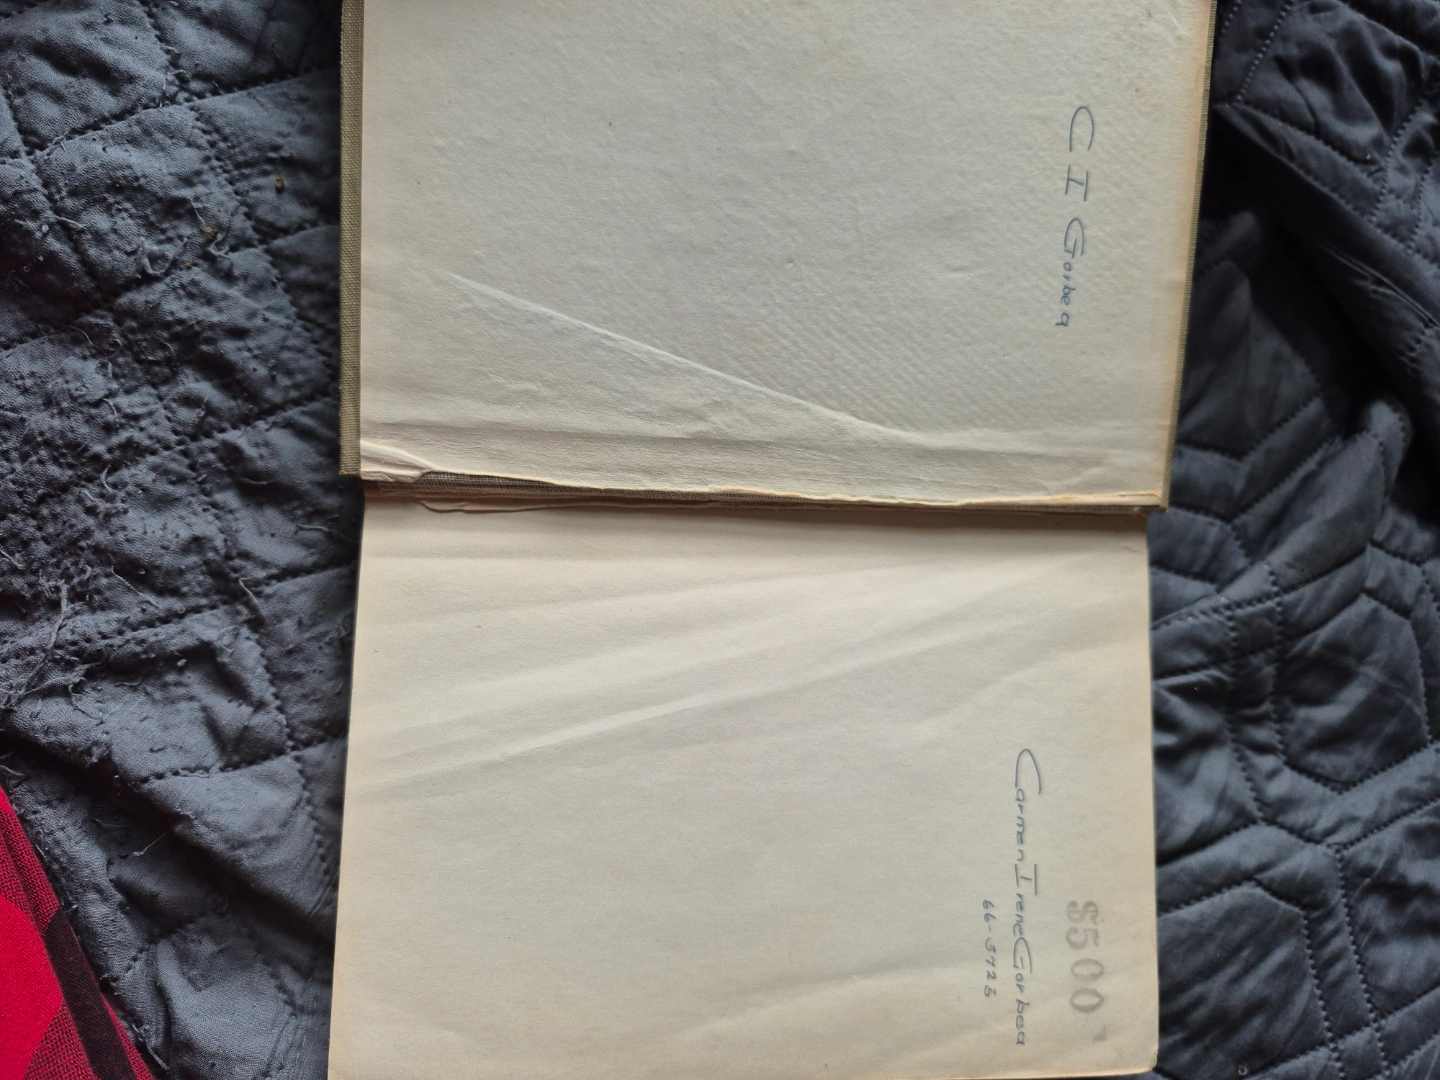 C I Gorbea
$500
Carmen Irene Gorbea
66-5723